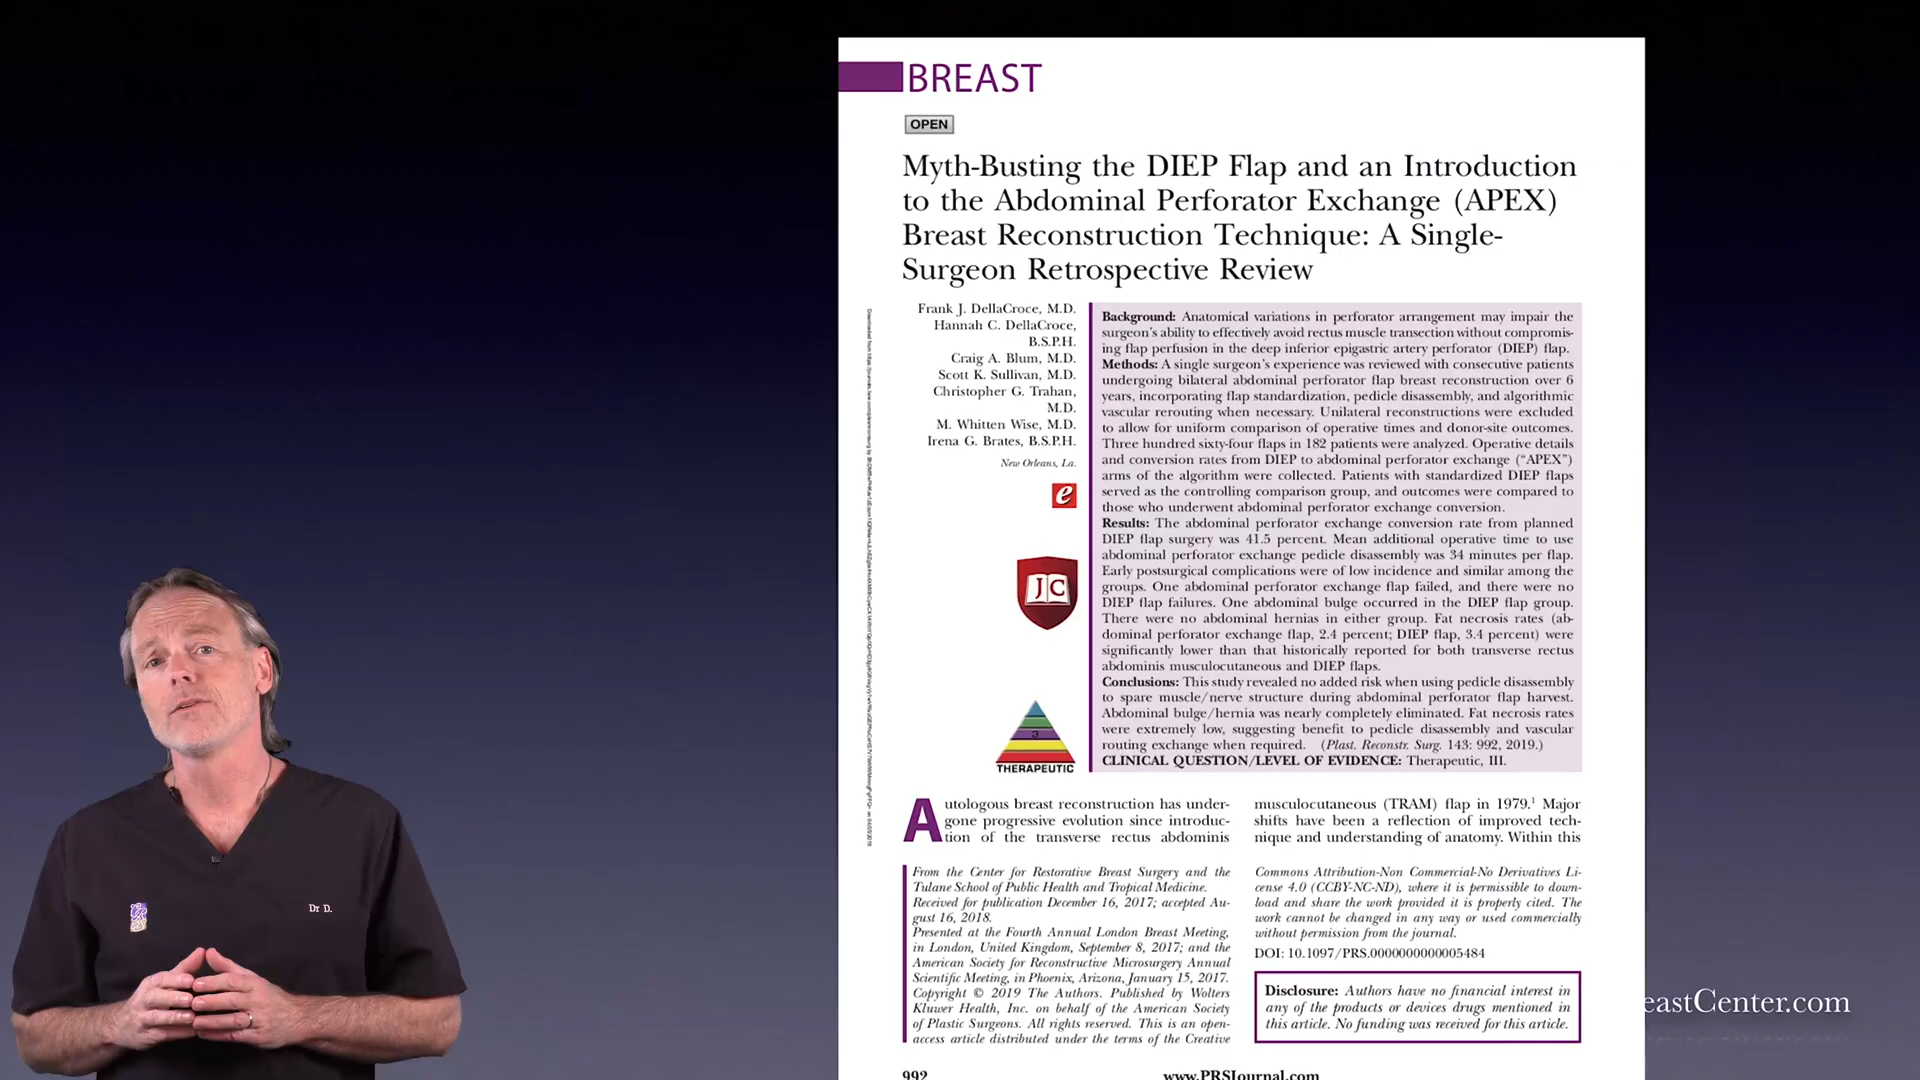 BREAST
OPEN
Myth-Busting the DIEP Flap and an Introduction
to the Abdominal Perforator Exchange (APEX)
Breast Reconstruction Technique: A Single-
Surgeon Retrospective Review
Frank J. DellaCroce, M.D.
Hannah C. DellaCroce,
B.S.P.H.
Craig A. Blum, M.D.
Scott K. Sullivan, M.D.
Christopher G. Trahan,
M.D.
M. Whitten Wise, M.D.
Irena G. Brates, B.S.P.H.
New Orleans, La.
e
JC
3
THERAPEUTIC
Background: Anatomical variations in perforator arrangement may impair the
surgeon's ability to effectively avoid rectus muscle transection without compromis-
ing flap perfusion in the deep inferior epigastric artery perforator (DIEP) flap.
Methods: A single surgeon's experience was reviewed with consecutive patients
undergoing bilateral abdominal perforator flap breast reconstruction over 6
years, incorporating flap standardization, pedicle disassembly, and algorithmic
vascular rerouting when necessary. Unilateral reconstructions were excluded
to allow for uniform comparison of operative times and donor-site outcomes.
Three hundred sixty-four flaps in 182 patients were analyzed. Operative details
and conversion rates from DIEP to abdominal perforator exchange ("APEX")
arms of the algorithm were collected. Patients with standardized DIEP flaps
served as the controlling comparison group, and outcomes were compared to
those who underwent abdominal perforator exchange conversion.
Results: The abdominal perforator exchange conversion rate from planned
DIEP flap surgery was 41.5 percent. Mean additional operative time to use
abdominal perforator exchange pedicle disassembly was 34 minutes per flap.
Early postsurgical complications were of low incidence and similar among the
groups. One abdominal perforator exchange flap failed, and there were no
DIEP flap failures. One abdominal bulge occurred in the DIEP flap group.
There were no abdominal hernias in either group. Fat necrosis rates (ab-
dominal perforator exchange flap, 2.4 percent; DIEP flap, 3.4 percent) were
significantly lower than that historically reported for both transverse rectus
abdominis musculocutaneous and DIEP flaps.
Conclusions: This study revealed no added risk when using pedicle disassembly
to spare muscle/nerve structure during abdominal perforator flap harvest.
Abdominal bulge/hernia was nearly completely eliminated. Fat necrosis rates
were extremely low, suggesting benefit to pedicle disassembly and vascular
routing exchange when required. (Plast. Reconstr. Surg. 143: 992, 2019.)
CLINICAL QUESTION/LEVEL OF EVIDENCE: Therapeutic, III.
Autologous breast reconstruction has under-
gone progressive evolution since introduc-
tion of the transverse rectus abdominis
musculocutaneous (TRAM) flap in 1979.¹ Major
shifts have been a reflection of improved tech-
nique and understanding of anatomy. Within this
From the Center for Restorative Breast Surgery and the
Tulane School of Public Health and Tropical Medicine.
Received for publication December 16, 2017; accepted Au-
gust 16, 2018.
Presented at the Fourth Annual London Breast Meeting,
in London, United Kingdom, September 8, 2017; and the
American Society for Reconstructive Microsurgery Annual
Scientific Meeting, in Phoenix, Arizona, January 15, 2017.
Copyright © 2019 The Authors. Published by Wolters
Kluwer Health, Inc. on behalf of the American Society
of Plastic Surgeons. All rights reserved. This is an open-
access article distributed under the terms of the Creative
Commons Attribution-Non Commercial-No Derivatives Li-
cense 4.0 (CCBY-NC-ND), where it is permissible to down-
load and share the work provided it is properly cited. The
work cannot be changed in any way or used commercially
without permission from the journal.
DOI: 10.1097/PRS.0000000000005484
Disclosure: Authors have no financial interest in
any of the products or devices drugs mentioned in
this article. No funding was received for this article.
992
www.PRSJournal.com
Dr D.
eastCenter.com